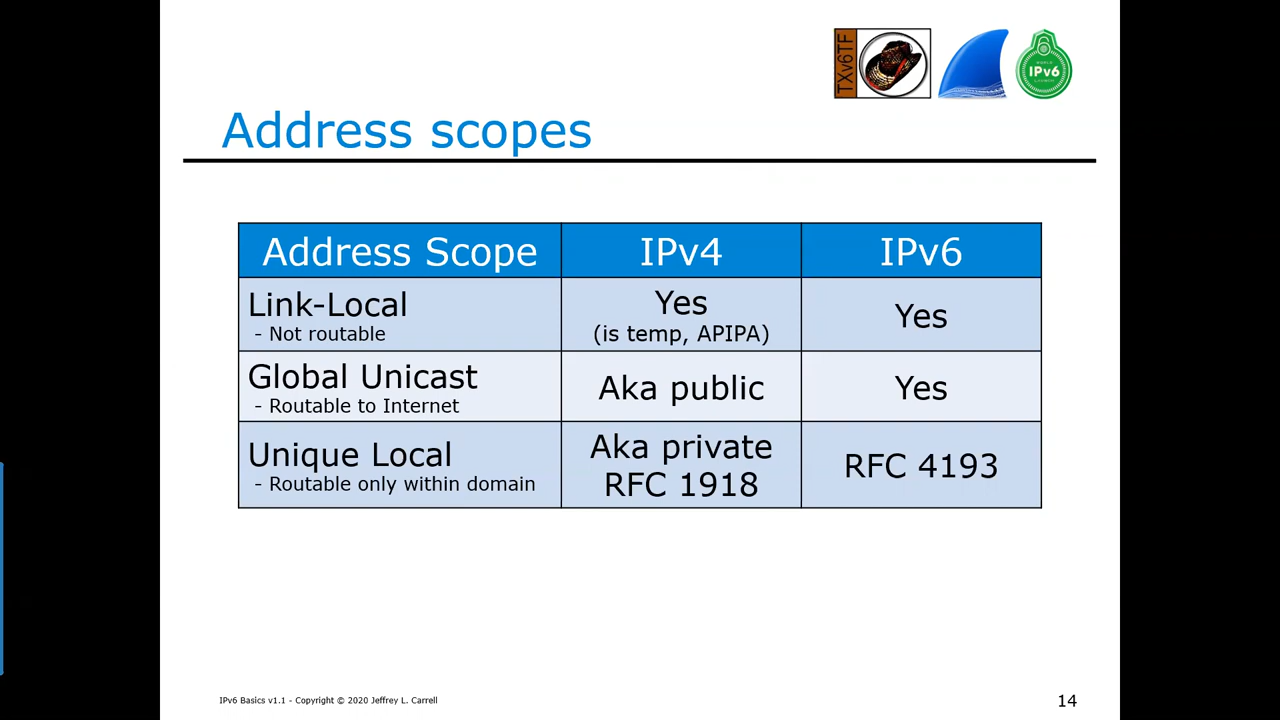 TXv6TF
WORLD
IPv6
LAUNCH
Address scopes
Address Scope IPv4 IPv6
Link-Local
- Not routable
Yes
(is temp, APIPA)
Yes
Global Unicast
- Routable to Internet
Aka public
Yes
Unique Local
- Routable only within domain
Aka private
RFC 1918
RFC 4193
IPv6 Basics v1.1 - Copyright © 2020 Jeffrey L. Carrell
14